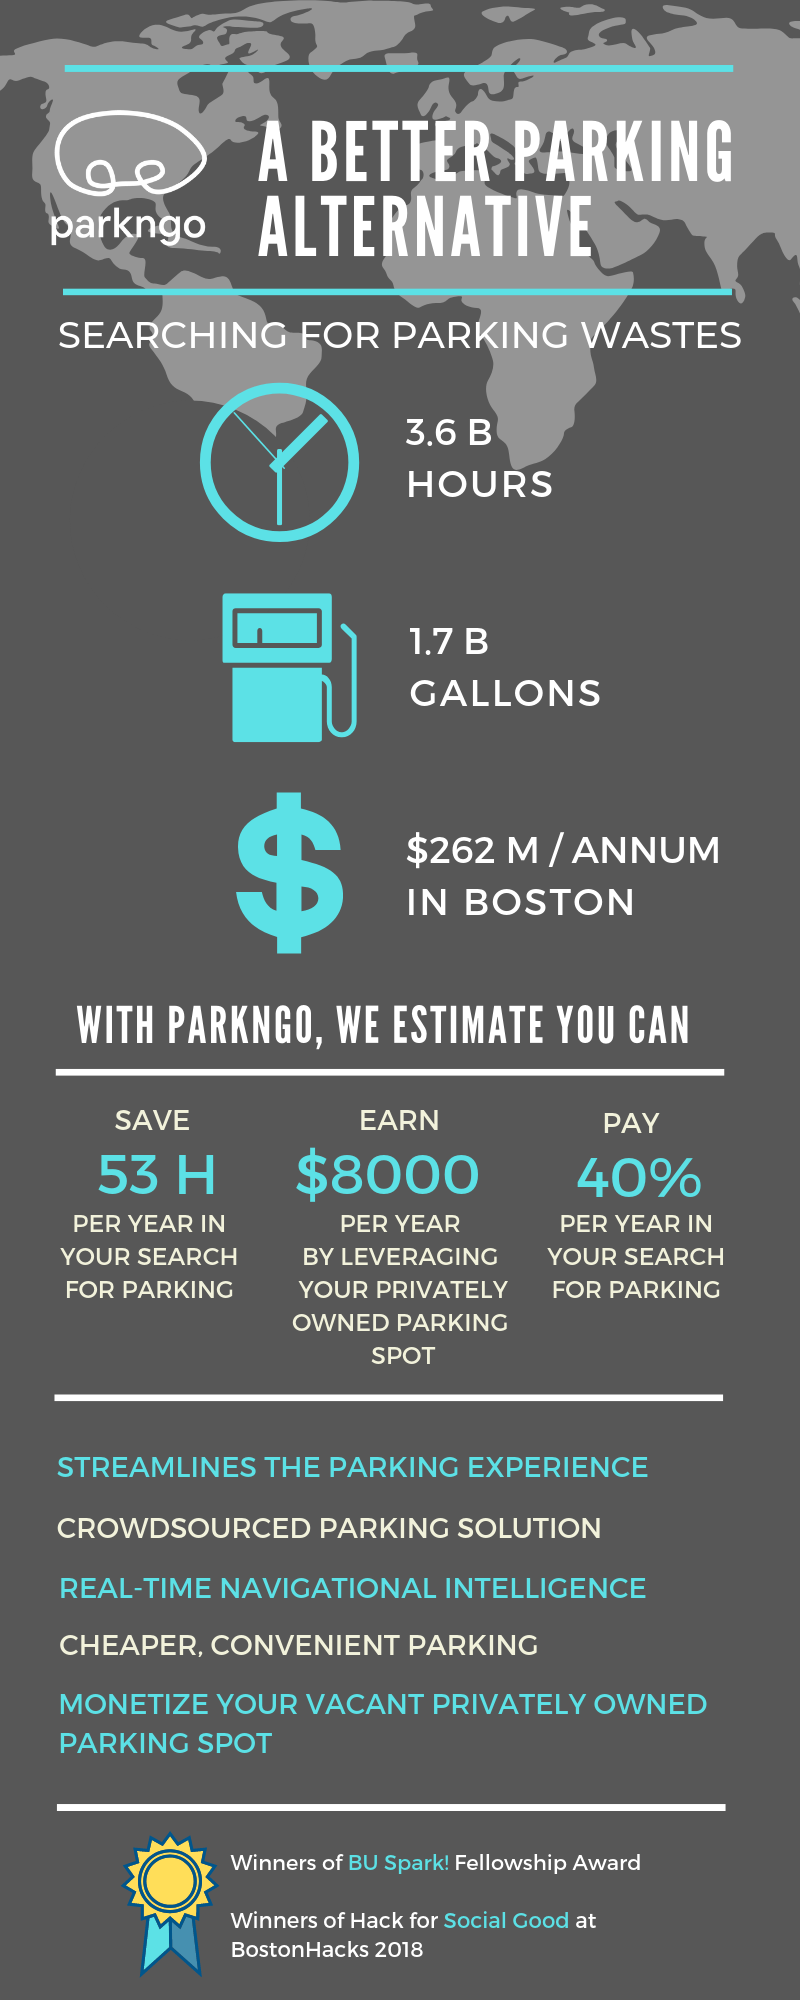 parkngo
A BETTER PARKING
ALTERNATIVE
SEARCHING FOR PARKING WASTES
3.6 B
HOURS
1.7 B
GALLONS
$262 M / ANNUM
IN BOSTON
WITH PARKNGO, WE ESTIMATE YOU CAN
SAVE
53 H
PER YEAR IN
YOUR SEARCH
FOR PARKING
EARN
$8000
PER YEAR
BY LEVERAGING
YOUR PRIVATELY
OWNED PARKING
SPOT
PAY
40%
PER YEAR IN
YOUR SEARCH
FOR PARKING
STREAMLINES THE PARKING EXPERIENCE
CROWDSOURCED PARKING SOLUTION
REAL-TIME NAVIGATIONAL INTELLIGENCE
CHEAPER, CONVENIENT PARKING
MONETIZE YOUR VACANT PRIVATELY OWNED
PARKING SPOT
Winners of BU Spark! Fellowship Award
Winners of Hack for Social Good at
BostonHacks 2018